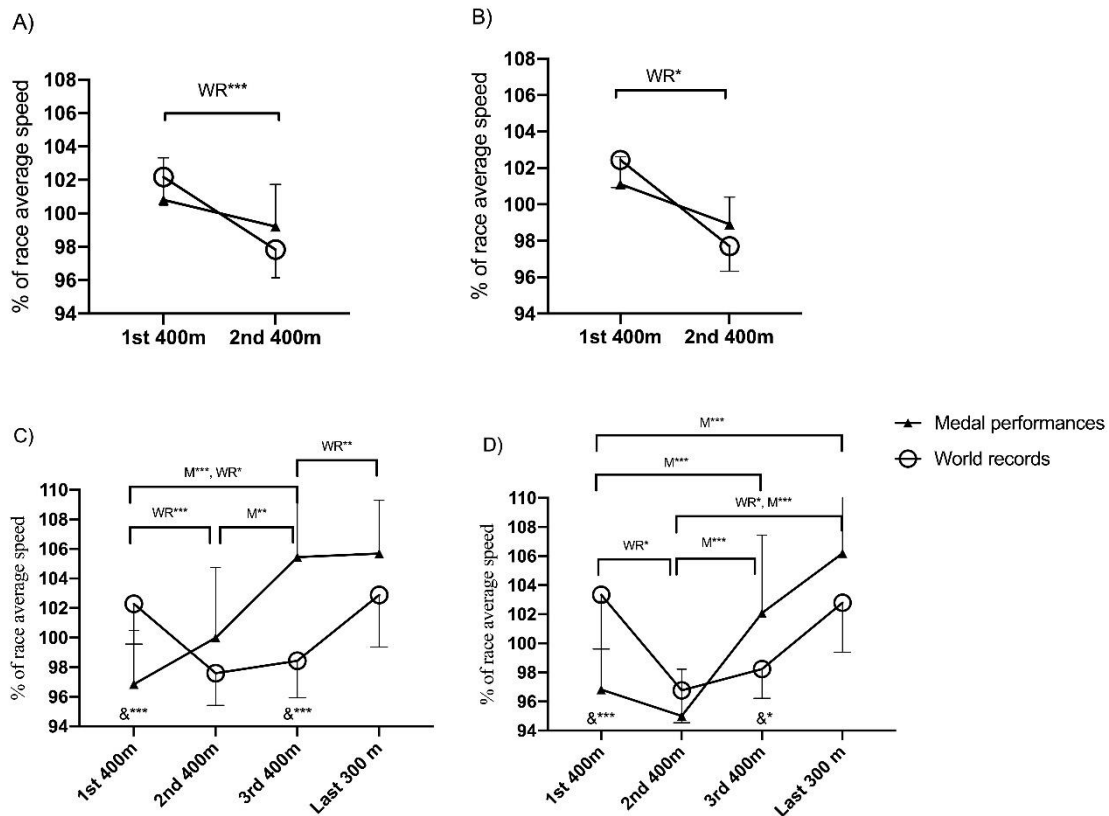 A)
WR***
% of race average speed
108
106
104
102
100
98
96
94
1st 400m
2nd 400m
B)
WR*
% of race average speed
108
106
104
102
100
98
96
94
1st 400m
2nd 400m
C)
WR**
M***, WR*
WR***
M**
% of race average speed
110
108
106
104
102
100
98
96
94
&***
&***
1st 400m
2nd 400m
3rd 400m
Last 300 m
D)
M***
M***
WR*, M***
WR*
M***
% of race average speed
110
108
106
104
102
100
98
96
94
&***
&*
1st 400m
2nd 400m
3rd 400m
Last 300 m
Medal performances
World records